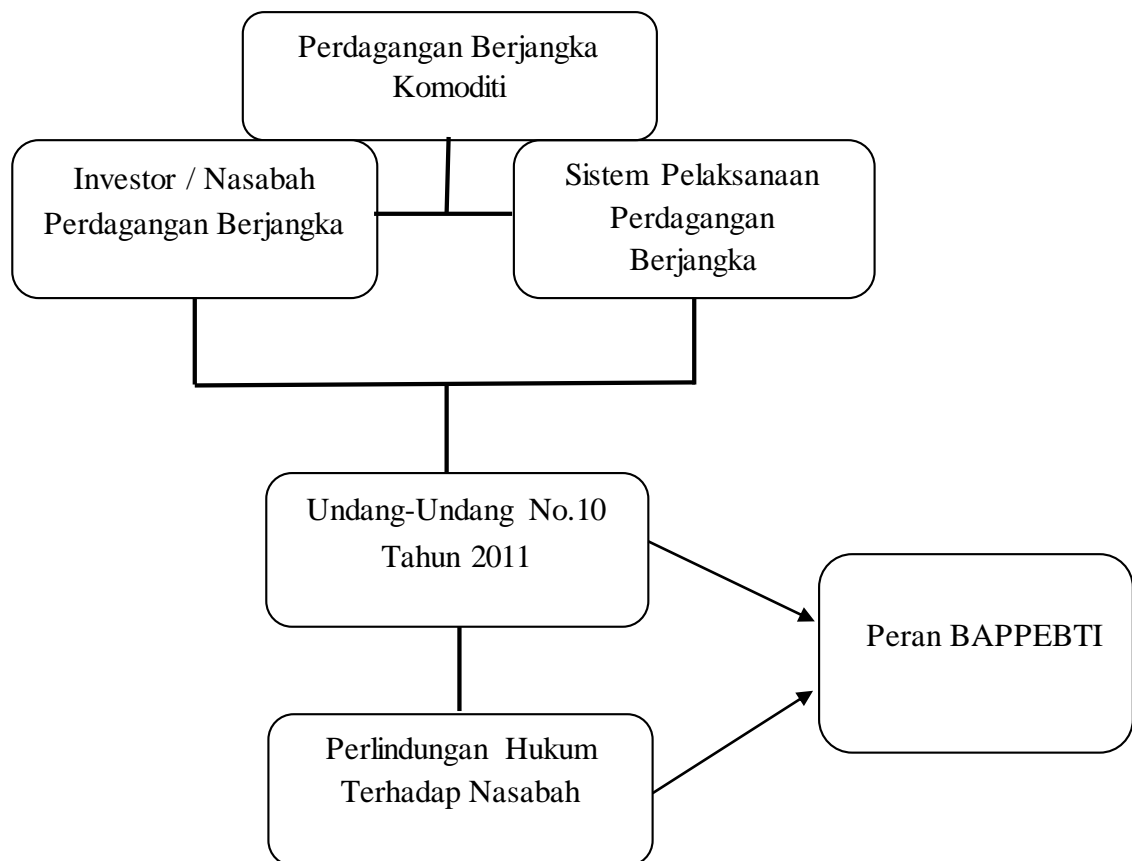 Perdagangan Berjangka
Komoditi
Investor / Nasabah
Perdagangan Berjangka
Sistem Pelaksanaan
Perdagangan
Berjangka
Undang-Undang No.10
Tahun 2011
Peran BAPPEBTI
Perlindungan Hukum
Terhadap Nasabah